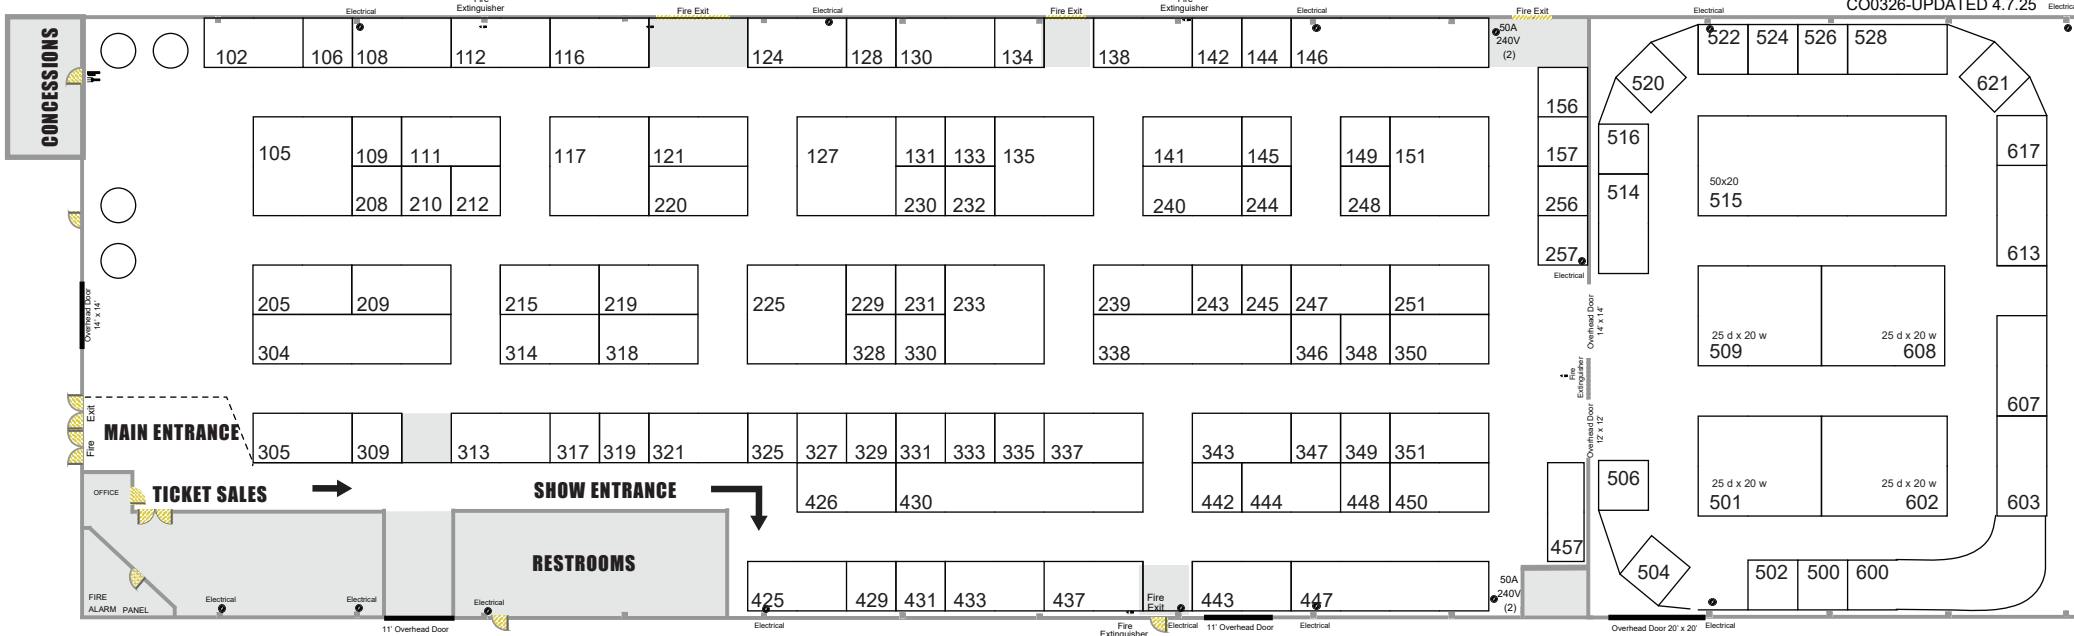 CO0326-UPDATED 4.7.25
Electrical
Fire
Extinguisher
Fire Exit
Electrical
Fire Exit
Fire
Extinguisher
Electrical
Fire Exit
Electrical
Electrical
CONCESSIONS
102 106 108 112 116 124 128 130 134 138 142 144 146
50A
240V
(2)
522 524 526 528
520 621
156
105 109 111 117 121 127 131 133 135 141 145 149 151 157
516 617
208 210 212 220 230 232 240 244 248 256
514
50x20
515
257
613
Electrical
205 209 215 219 225 229 231 233 239 243 245 247 251
Overhead Door
14' x 14'
Overhead Door
14' x 14'
304 314 318 328 330 338 346 348 350
25 d x 20 w
509
25 d x 20 w
608
Fire
Extinguisher
607
Fire Exit
MAIN ENTRANCE
305 309 313 317 319 321 325 327 329 331 333 335 337 343 347 349 351
Overhead Door
12' x 12'
OFFICE
TICKET SALES
SHOW ENTRANCE
426 430 442 444 448 450
506
25 d x 20 w
501
25 d x 20 w
602
603
457
RESTROOMS
504 502 500 600
FIRE
ALARM PANEL
Electrical
Electrical
Electrical
425 429 431 433 437
Fire
Exit
443 447
50A
240V
(2)
11' Overhead Door
Electrical
Fire
Extinguisher
Electrical
11' Overhead Door
Electrical
Overhead Door 20' x 20'
Electrical